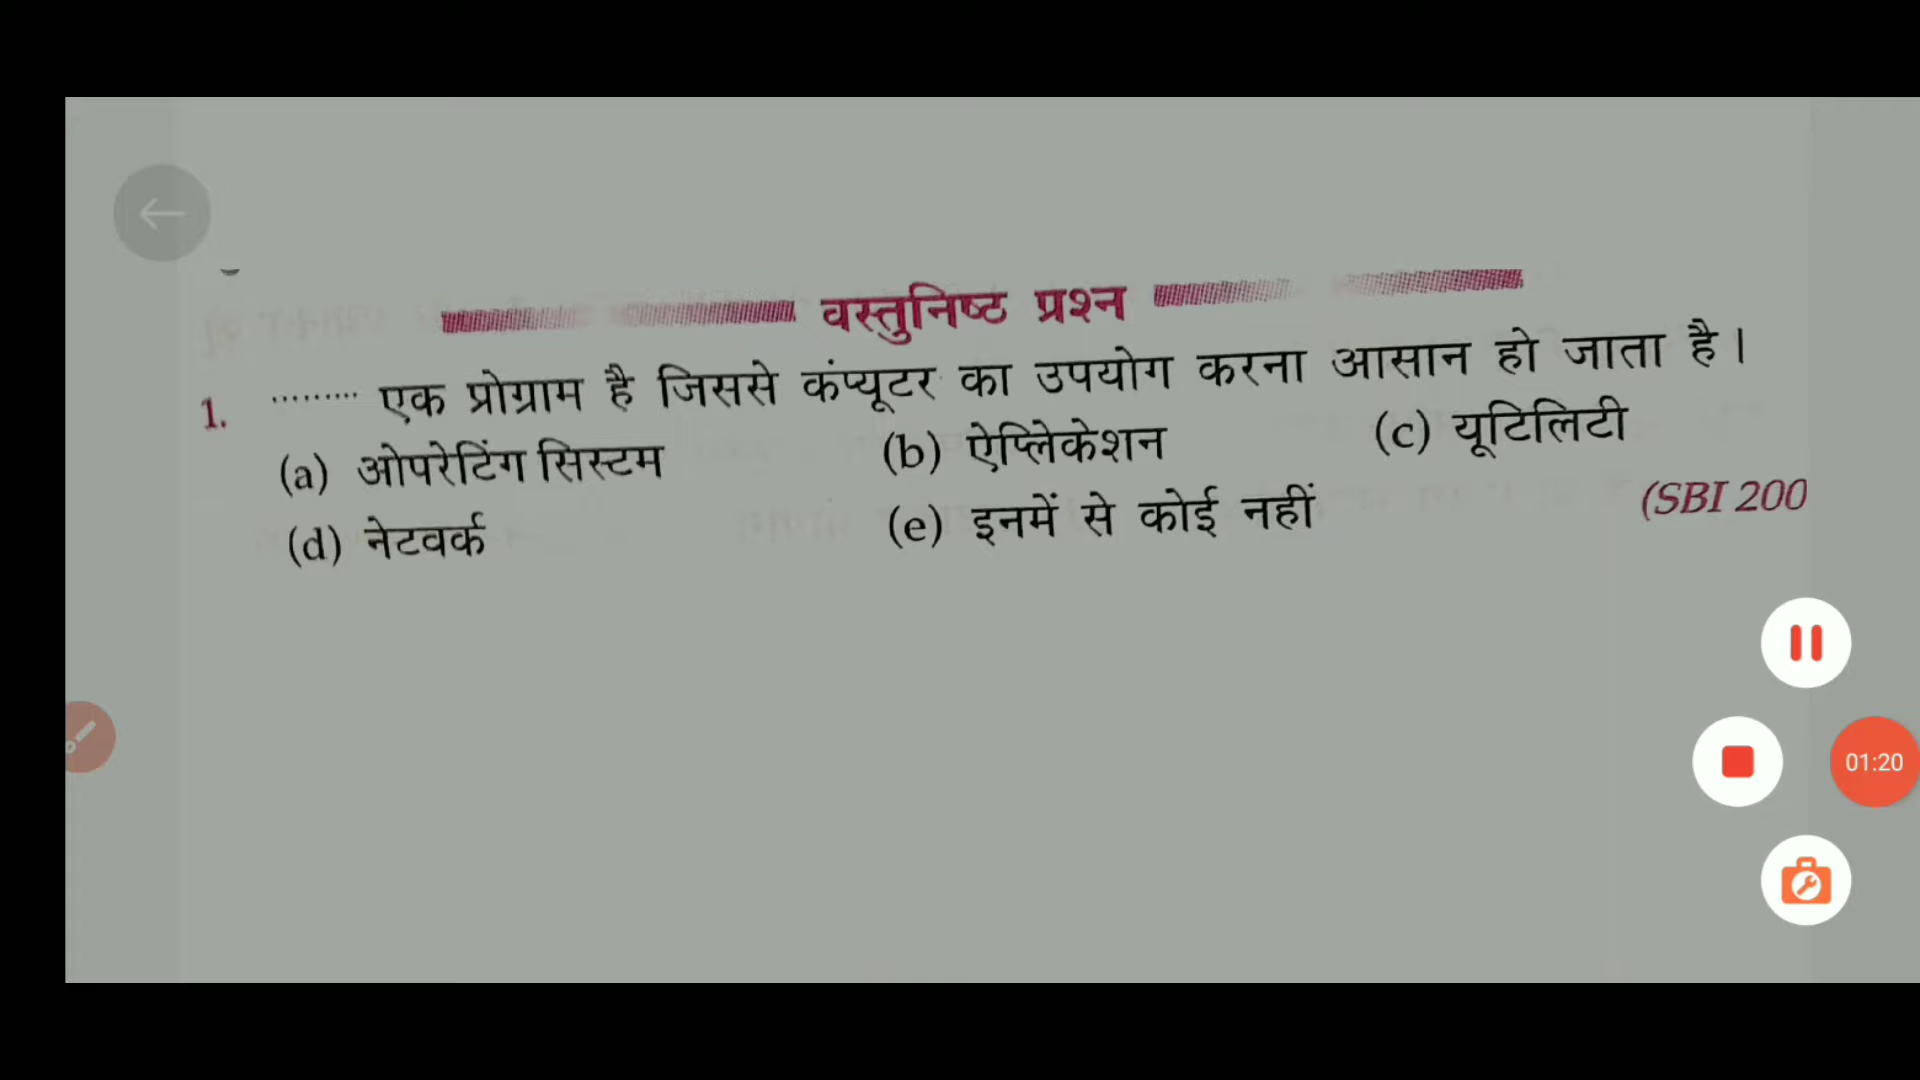 वस्तुनिष्ट प्रश्न
1. ......... एक प्रोग्राम है जिससे कंप्यूटर का उपयोग करना आसान हो जाता है।
(a) ओपरेटिंग सिस्टम (b) ऐप्लिकेशन (c) यूटिलिटी
(d) नेटवर्क (e) इनमें से कोई नहीं (SBI 200
01:20